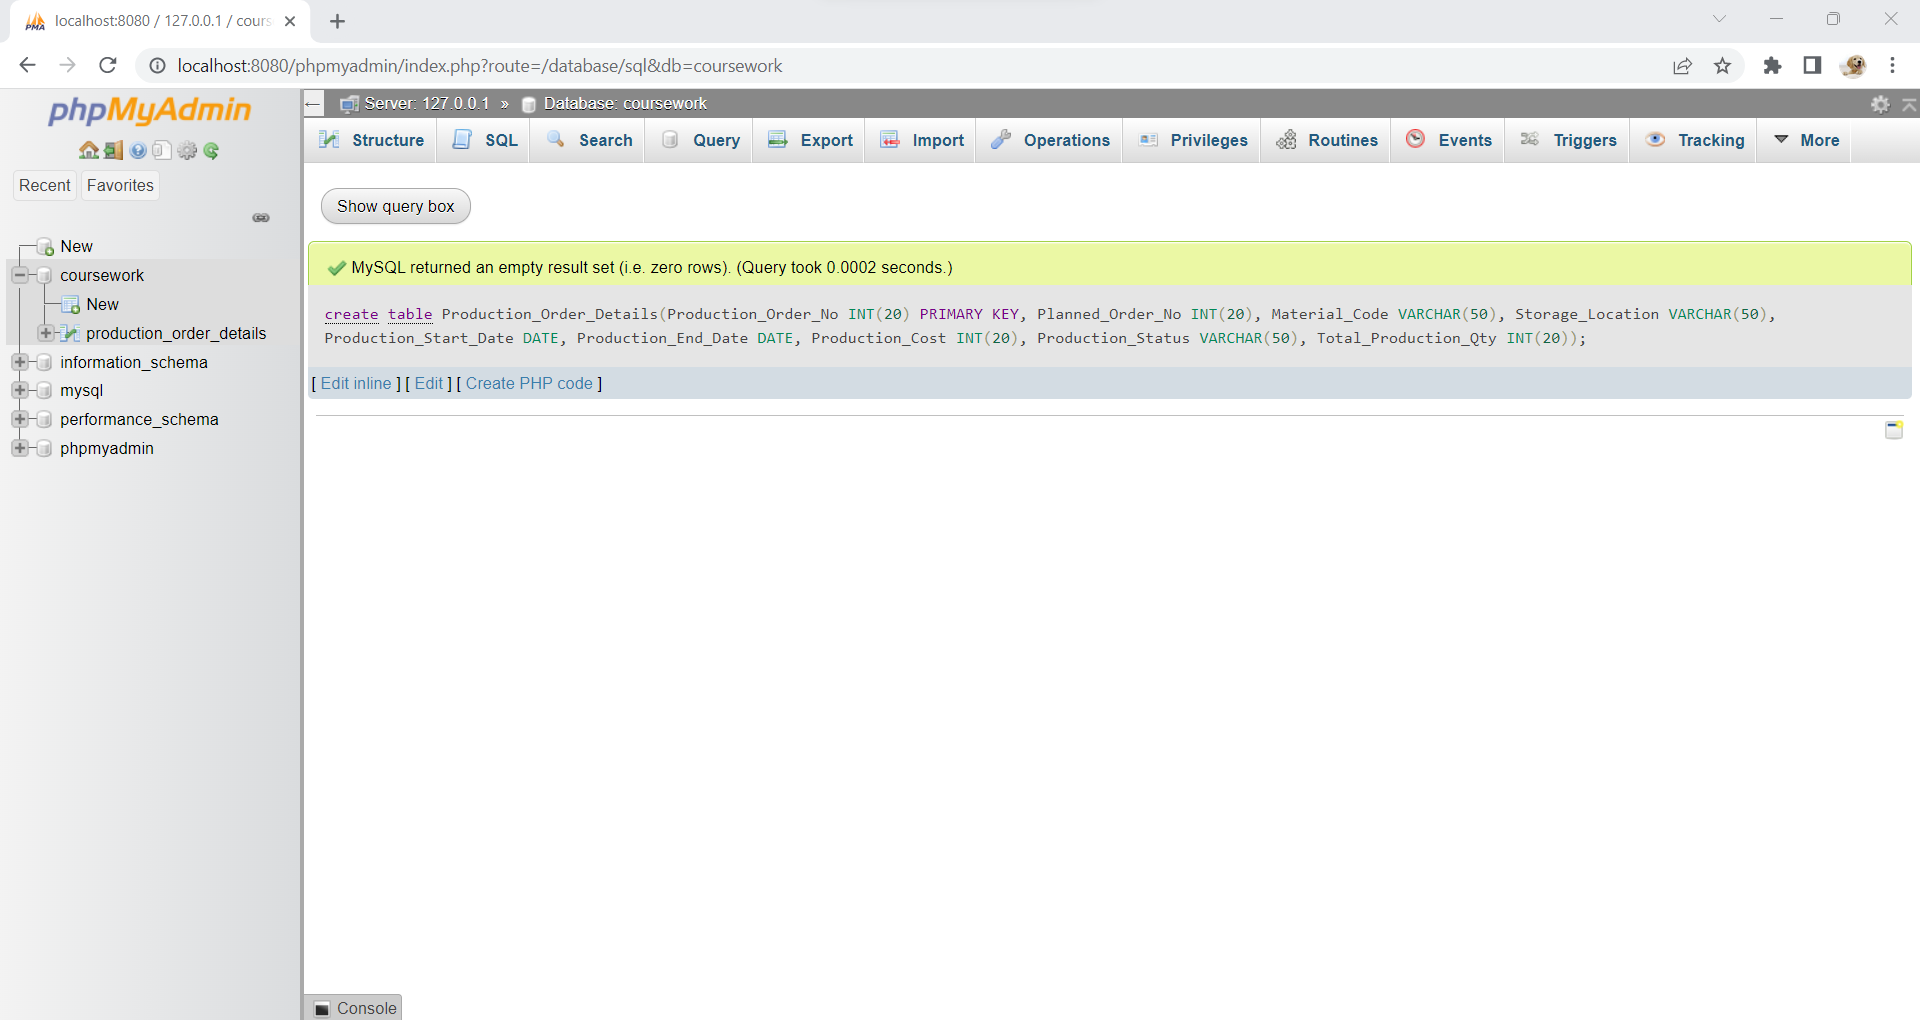 localhost:8080 / 127.0.0.1 / cours
localhost:8080/phpmyadmin/index.php?route=/database/sql&db=coursework
phpMyAdmin
Recent
Favorites
New
coursework
New
production_order_details
information_schema
mysql
performance_schema
phpmyadmin
Server: 127.0.0.1 » Database: coursework
Structure
SQL
Search
Query
Export
Import
Operations
Privileges
Routines
Events
Triggers
Tracking
More
Show query box
MySQL returned an empty result set (i.e. zero rows). (Query took 0.0002 seconds.)
create table Production_Order_Details(Production_Order_No INT(20) PRIMARY KEY, Planned_Order_No INT(20), Material_Code VARCHAR(50), Storage_Location VARCHAR(50),
Production_Start_Date DATE, Production_End_Date DATE, Production_Cost INT(20), Production_Status VARCHAR(50), Total_Production_Qty INT(20));
[ Edit inline ] [ Edit ] [ Create PHP code ]
Console